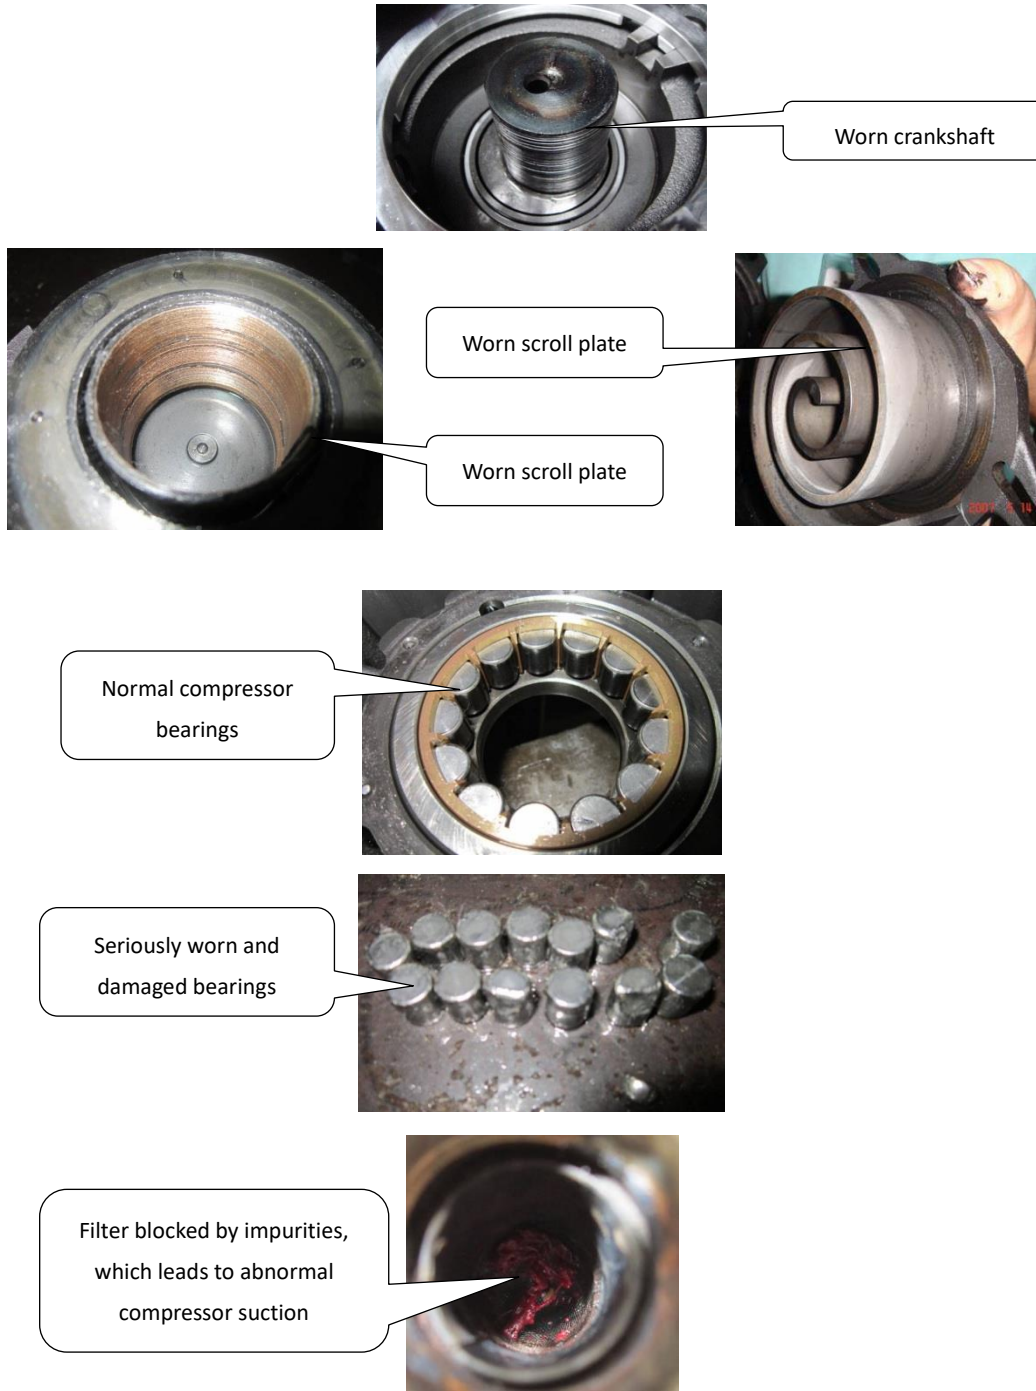 Worn crankshaft
Worn scroll plate
Worn scroll plate
Normal compressor
bearings
Seriously worn and
damaged bearings
Filter blocked by impurities,
which leads to abnormal
compressor suction